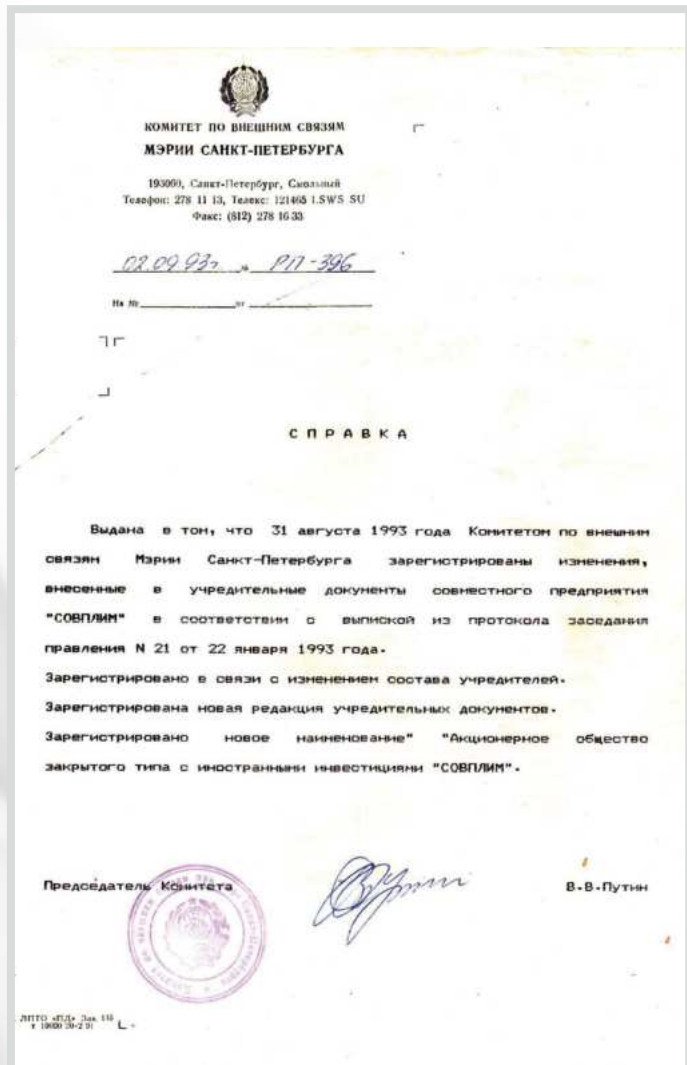 КОМИТЕТ ПО ВНЕШНИМ СВЯЗЯМ
МЭРИИ САНКТ-ПЕТЕРБУРГА
193060, Санкт-Петербург, Смольный
Телефон: 278 11 13, Телекс: 121465 LSWS SU
Факс: (812) 278 16 33
02.09.93г № РП-396
На № от
СПРАВКА
Выдана в том, что 31 августа 1993 года Комитетом по внешним
связям Мэрии Санкт-Петербурга зарегистрированы изменения,
внесенные в учредительные документы совместного предприятия
"СОВПЛИМ" в соответствии с выпиской из протокола заседания
правления N 21 от 22 января 1993 года.
Зарегистрировано в связи с изменением состава учредителей.
Зарегистрирована новая редакция учредительных документов.
Зарегистрировано новое наименование" "Акционерное общество
закрытого типа с иностранными инвестициями "СОВПЛИМ".
Председатель Комитета В.В.Путин
ЛПТО «ПД» Зак